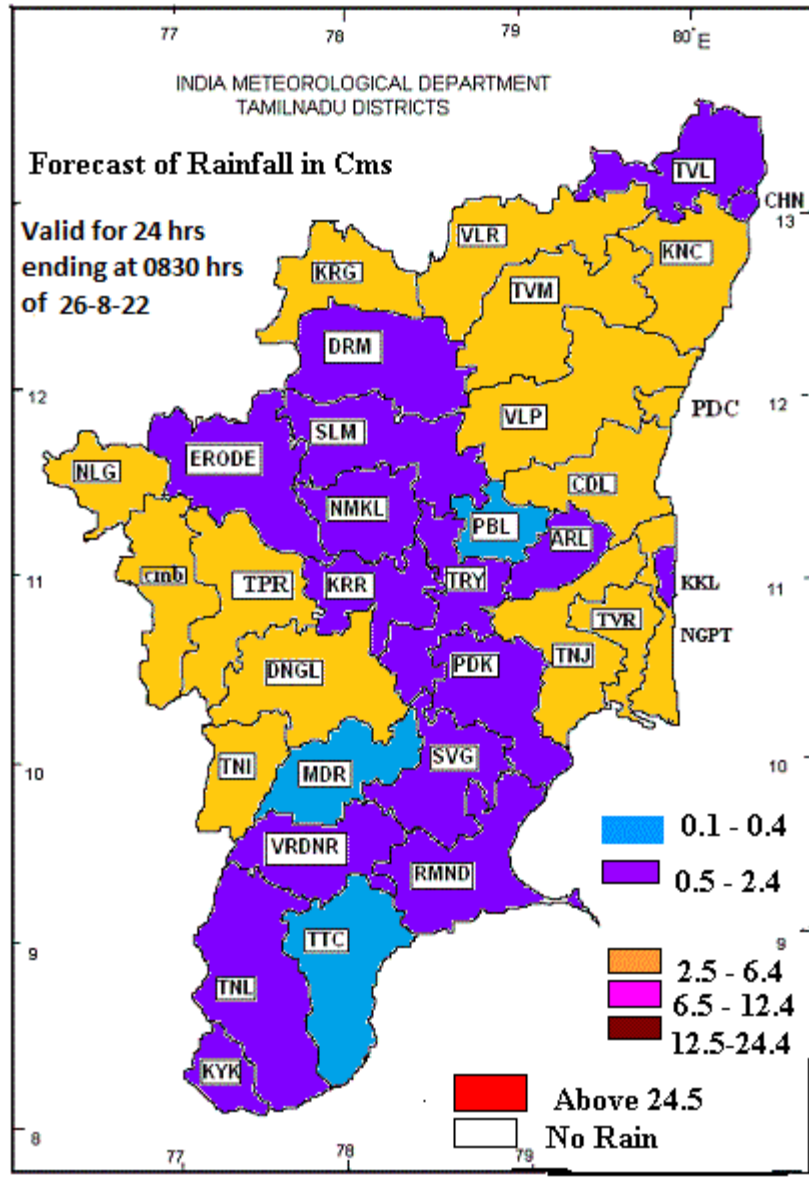 77 78 79 80°E
INDIA METEOROLOGICAL DEPARTMENT
TAMILNADU DISTRICTS
Forecast of Rainfall in Cms
TVL
CHN
13
Valid for 24 hrs
ending at 0830 hrs
of 26-8-22
VLR
KNC
KRG
TVM
DRM
12
12
VLP
PDC
SLM
ERODE
NLG
CDL
NMKL
PBL
ARL
11
cmb
TPR
KRR
TRY
KKL
11
TVR
NGPT
DNGL
PDK
TNJ
10
TNI
MDR
SVG
10
0.1 - 0.4
VRDNR
RMND
0.5 - 2.4
9
TTC
9
2.5 - 6.4
TNL
6.5 - 12.4
12.5-24.4
KYK
Above 24.5
8
No Rain
77 78 79